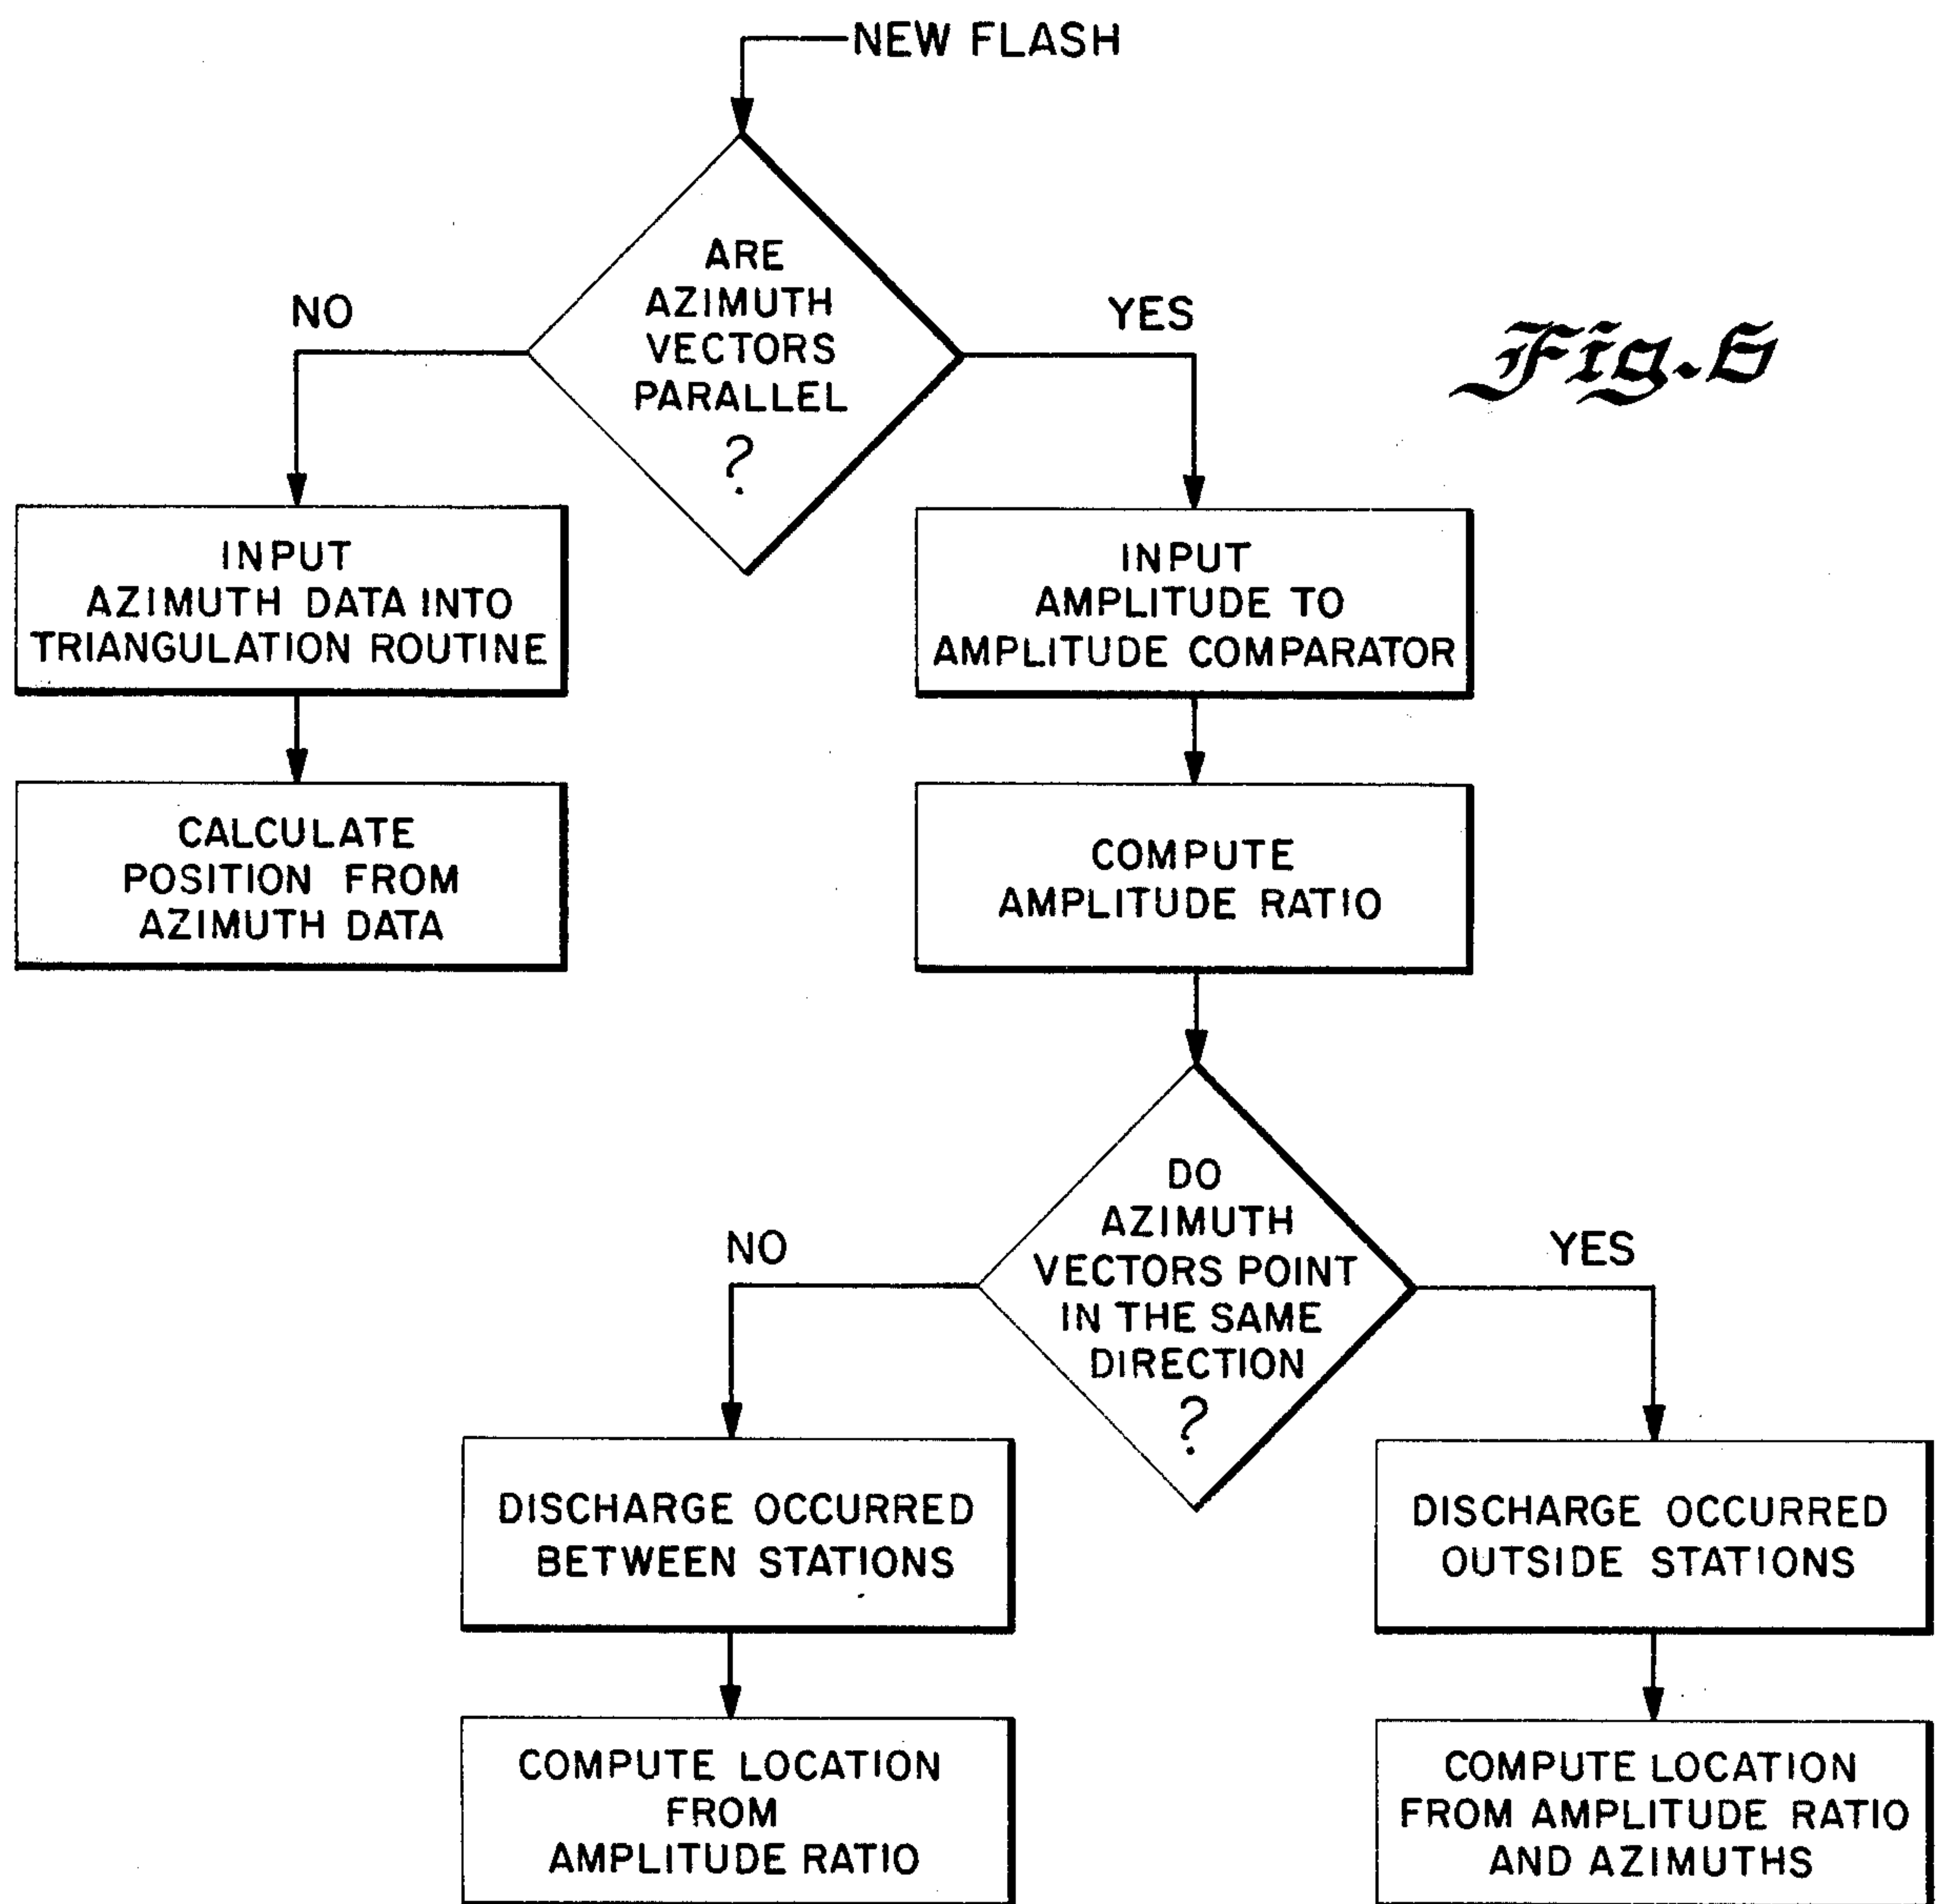 NEW FLASH
ARE
AZIMUTH
VECTORS
PARALLEL
?
NO
YES
Fig. 6
INPUT
AZIMUTH DATA INTO
TRIANGULATION ROUTINE
INPUT
AMPLITUDE TO
AMPLITUDE COMPARATOR
CALCULATE
POSITION FROM
AZIMUTH DATA
COMPUTE
AMPLITUDE RATIO
DO
AZIMUTH
VECTORS POINT
IN THE SAME
DIRECTION
?
NO
YES
DISCHARGE OCCURRED
BETWEEN STATIONS
DISCHARGE OCCURRED
OUTSIDE STATIONS
COMPUTE LOCATION
FROM
AMPLITUDE RATIO
COMPUTE LOCATION
FROM AMPLITUDE RATIO
AND AZIMUTHS